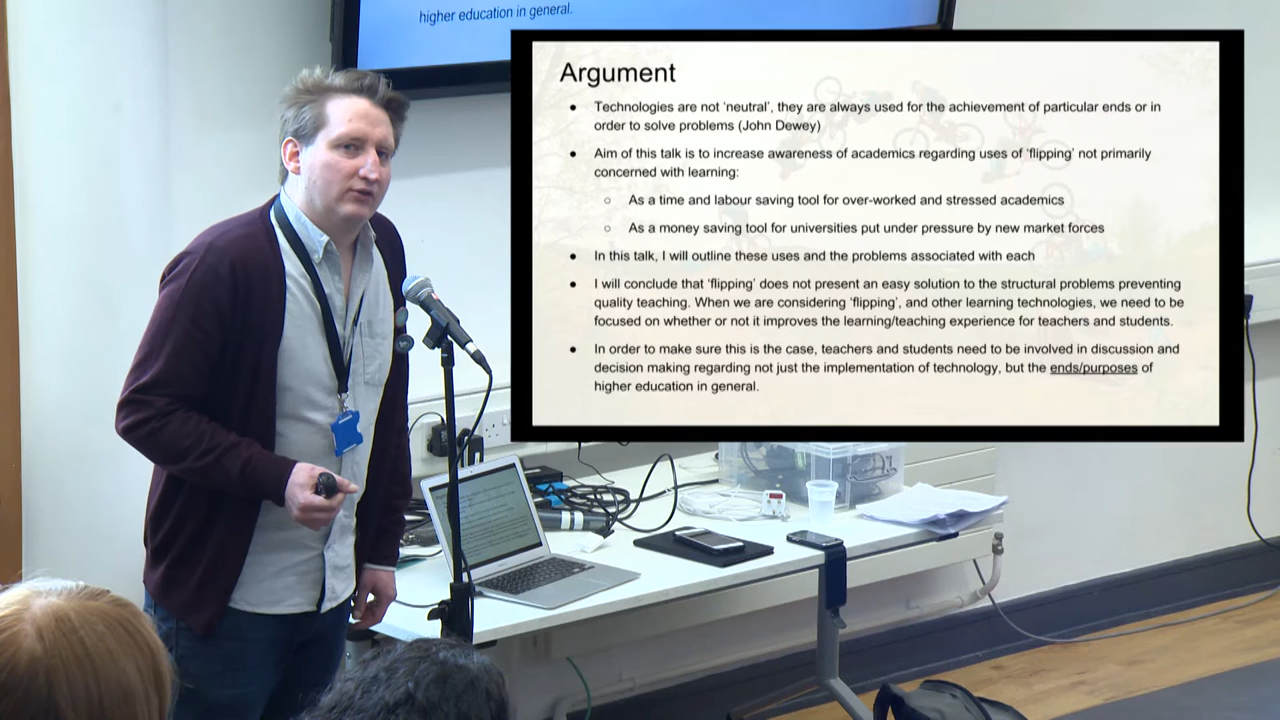 higher education in general.
Argument
● Technologies are not 'neutral', they are always used for the achievement of particular ends or in
order to solve problems (John Dewey)
● Aim of this talk is to increase awareness of academics regarding uses of 'flipping' not primarily
concerned with learning:
○ As a time and labour saving tool for over-worked and stressed academics
○ As a money saving tool for universities put under pressure by new market forces
● In this talk, I will outline these uses and the problems associated with each
● I will conclude that 'flipping' does not present an easy solution to the structural problems preventing
quality teaching. When we are considering 'flipping', and other learning technologies, we need to be
focused on whether or not it improves the learning/teaching experience for teachers and students.
● In order to make sure this is the case, teachers and students need to be involved in discussion and
decision making regarding not just the implementation of technology, but the ends/purposes of
higher education in general.